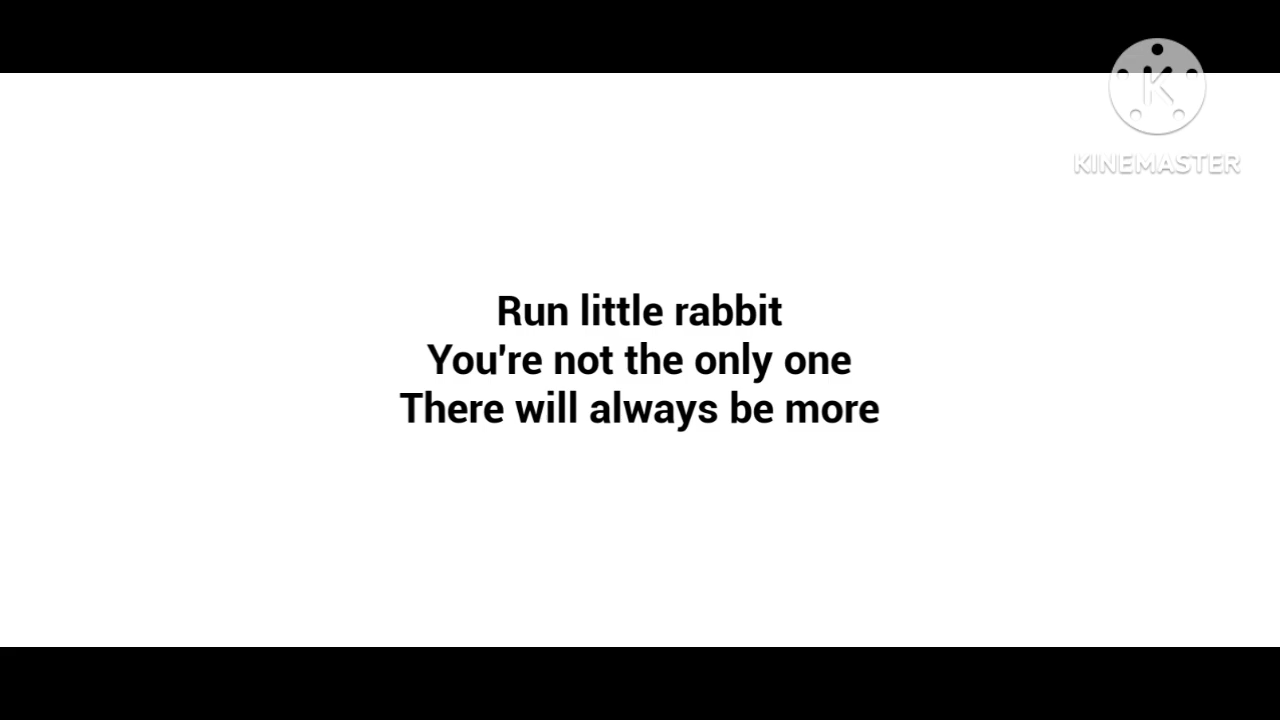 K
KINEMASTER
Run little rabbit
You're not the only one
There will always be more